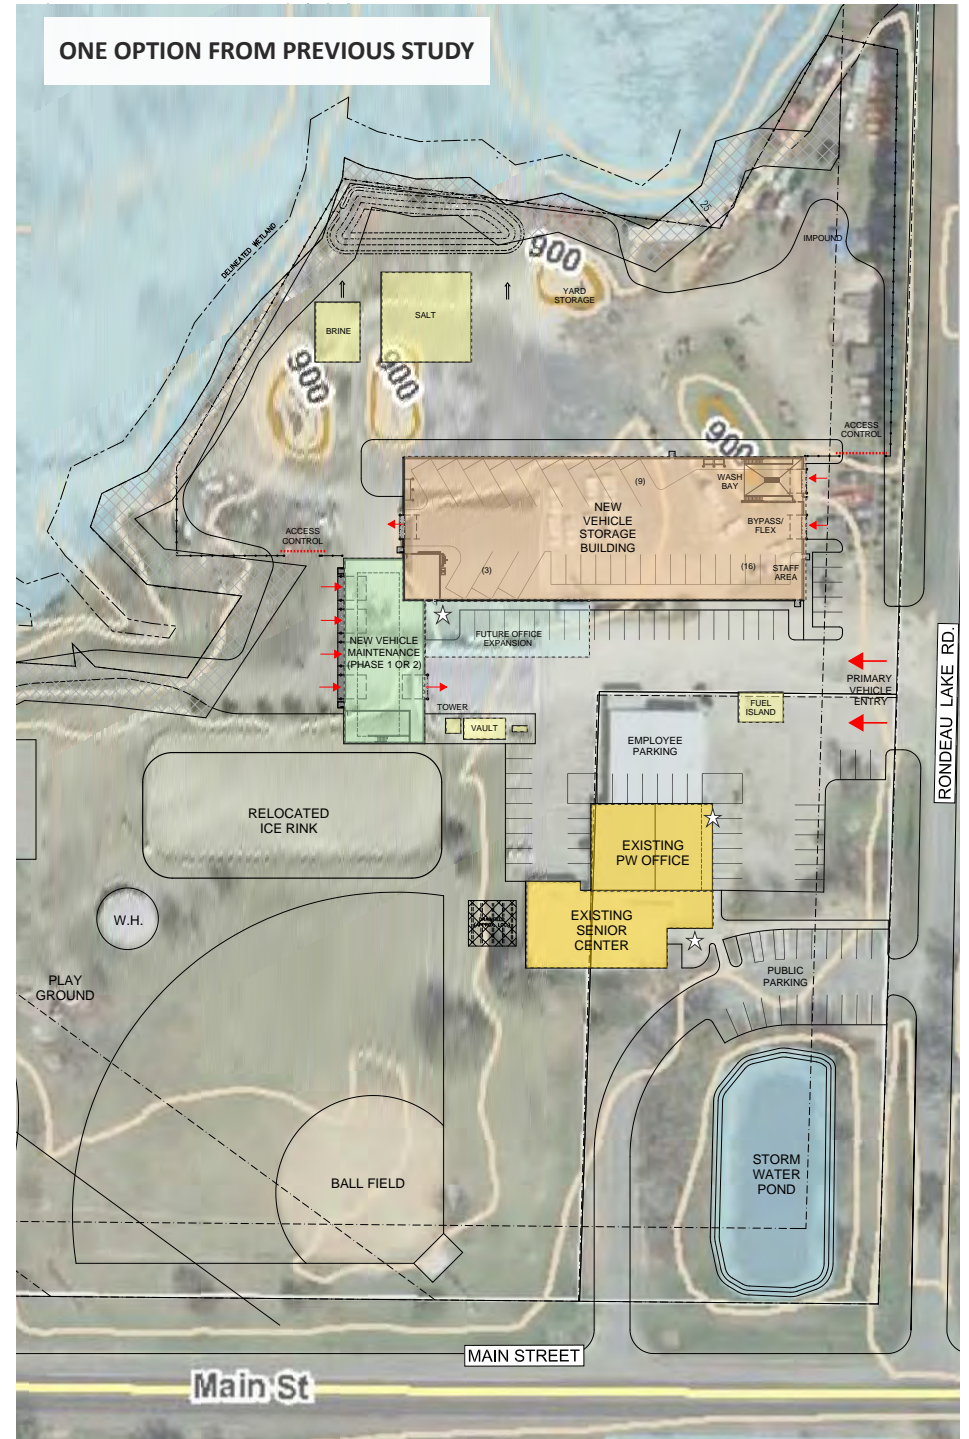 ONE OPTION FROM PREVIOUS STUDY
25'
DELINEATED WETLAND
IMPOUND
900
YARD
STORAGE
BRINE
SALT
900
900
900
ACCESS
CONTROL
WASH
BAY
(9)
NEW
VEHICLE
STORAGE
BUILDING
BYPASS/
FLEX
ACCESS
CONTROL
(3)
(16)
STAFF
AREA
FUTURE OFFICE
EXPANSION
NEW VEHICLE
MAINTENANCE
(PHASE 1 OR 2)
RONDEAU LAKE RD.
PRIMARY
VEHICLE
ENTRY
TOWER
VAULT
FUEL
ISLAND
EMPLOYEE
PARKING
RELOCATED
ICE RINK
EXISTING
PW OFFICE
W.H.
EXISTING
SENIOR
CENTER
PLAY
GROUND
PUBLIC
PARKING
STORM
WATER
POND
BALL FIELD
MAIN STREET
Main St